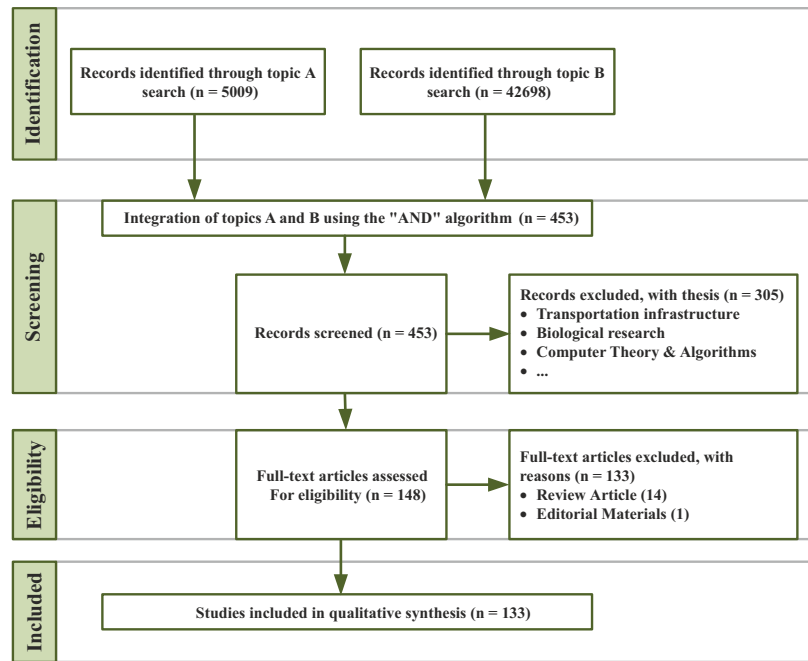 Identification
Records identified through topic A
search (n = 5009)
Records identified through topic B
search (n = 42698)
Screening
Integration of topics A and B using the "AND" algorithm (n = 453)
Records screened (n = 453)
Records excluded, with thesis (n = 305)
• Transportation infrastructure
• Biological research
• Computer Theory & Algorithms
• ...
Eligibility
Full-text articles assessed
For eligibility (n = 148)
Full-text articles excluded, with
reasons (n = 133)
• Review Article (14)
• Editorial Materials (1)
Included
Studies included in qualitative synthesis (n = 133)